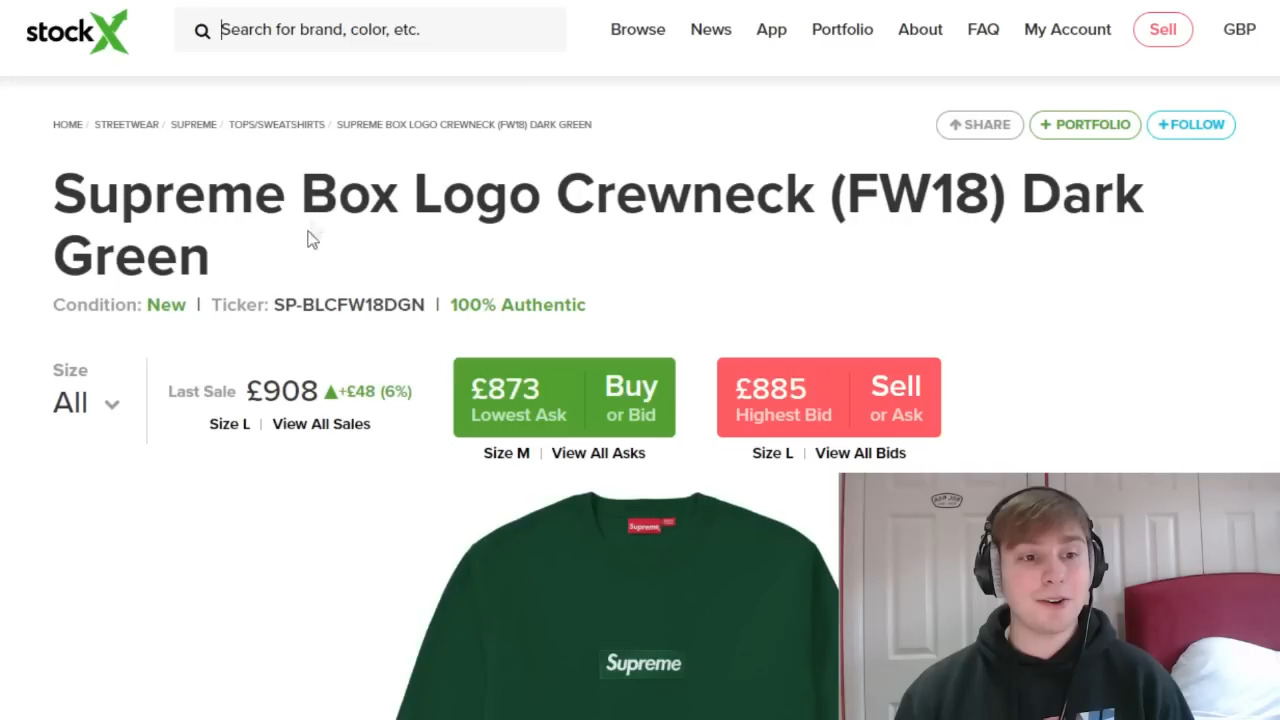 stockX
Search for brand, color, etc.
Browse News App Portfolio About FAQ My Account Sell GBP
HOME / STREETWEAR / SUPREME / TOPS/SWEATSHIRTS / SUPREME BOX LOGO CREWNECK (FW18) DARK GREEN
SHARE + PORTFOLIO +FOLLOW
Supreme Box Logo Crewneck (FW18) Dark
Green
Condition: New | Ticker: SP-BLCFW18DGN | 100% Authentic
Size
All
Last Sale £908 ▲+£48 (6%)
Size L | View All Sales
£873 Buy
Lowest Ask or Bid
Size M | View All Asks
£885 Sell
Highest Bid or Ask
Size L | View All Bids
Supreme
Supreme